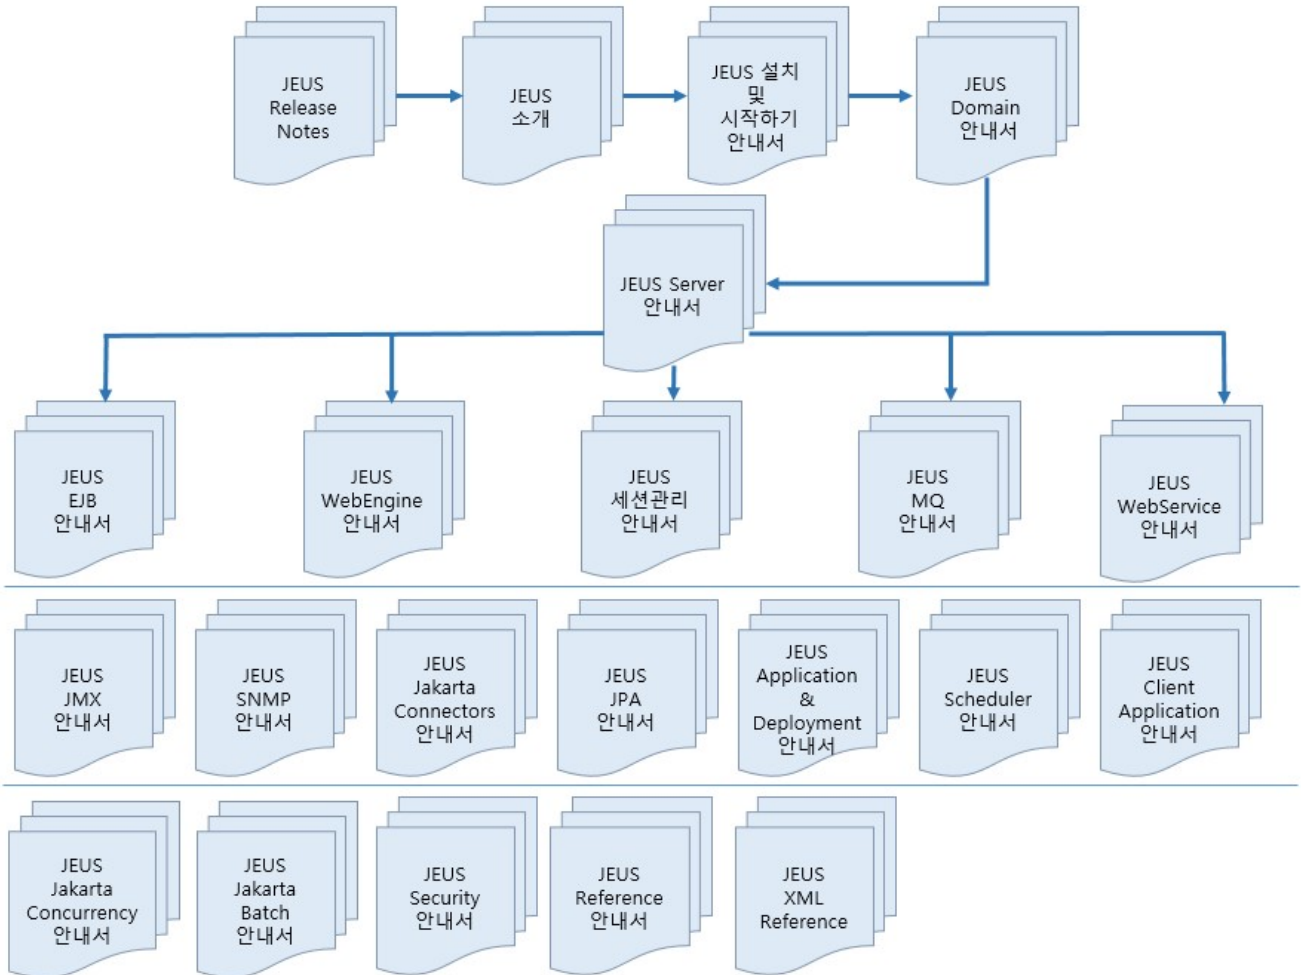 JEUS
Release
Notes
JEUS
소개
JEUS 설치
및
시작하기
안내서
JEUS
Domain
안내서
JEUS Server
안내서
JEUS
EJB
안내서
JEUS
WebEngine
안내서
JEUS
세션관리
안내서
JEUS
MQ
안내서
JEUS
WebService
안내서
JEUS
JMX
안내서
JEUS
SNMP
안내서
JEUS
Jakarta
Connectors
안내서
JEUS
JPA
안내서
JEUS
Application
&
Deployment
안내서
JEUS
Scheduler
안내서
JEUS
Client
Application
안내서
JEUS
Jakarta
Concurrency
안내서
JEUS
Jakarta
Batch
안내서
JEUS
Security
안내서
JEUS
Reference
안내서
JEUS
XML
Reference